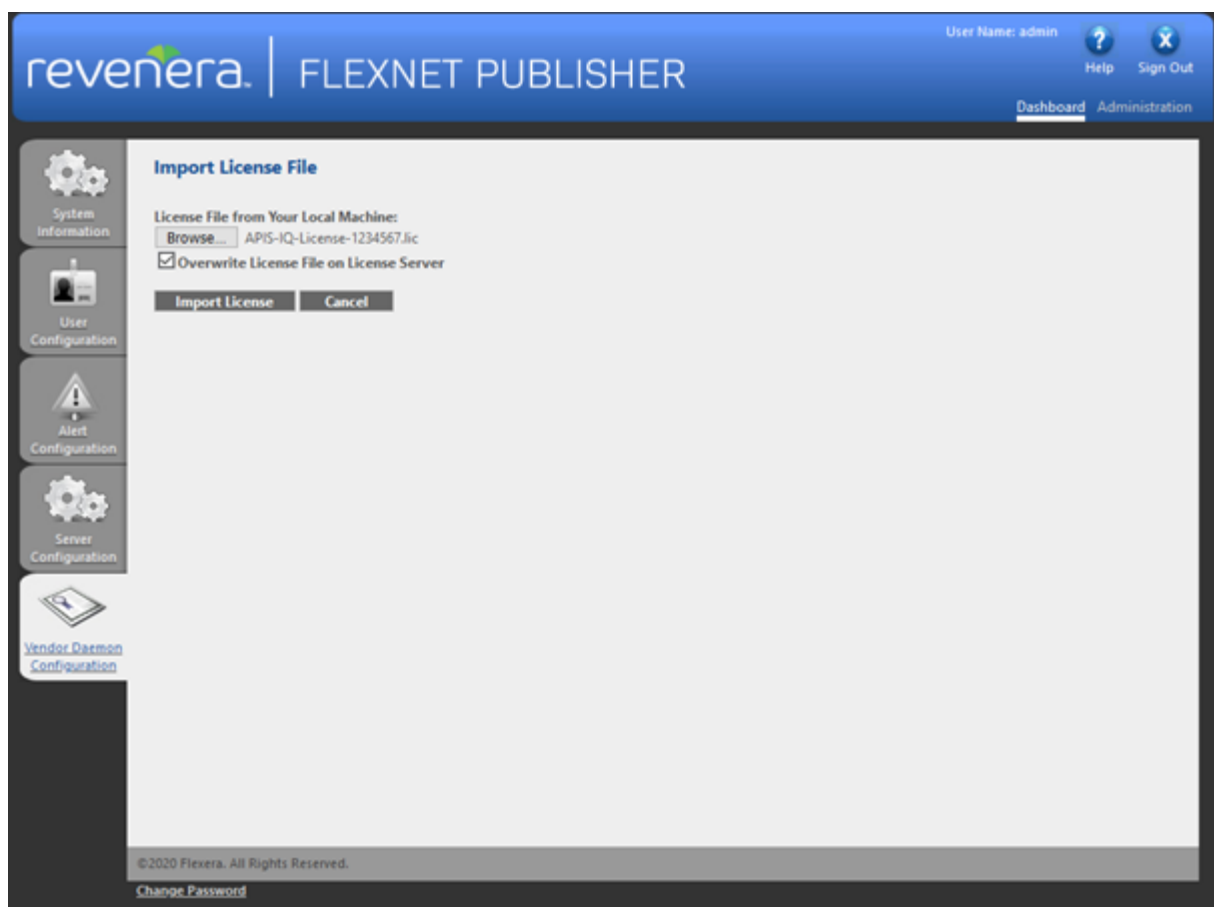 User Name: admin
revenera. FLEXNET PUBLISHER
Help Sign Out
Dashboard Administration
System
Information
User
Configuration
Alert
Configuration
Server
Configuration
Vendor Daemon
Configuration
Import License File
License File from Your Local Machine:
Browse... APIS-IQ-License-1234567.lic
Overwrite License File on License Server
Import License Cancel
©2020 Flexera. All Rights Reserved.
Change Password